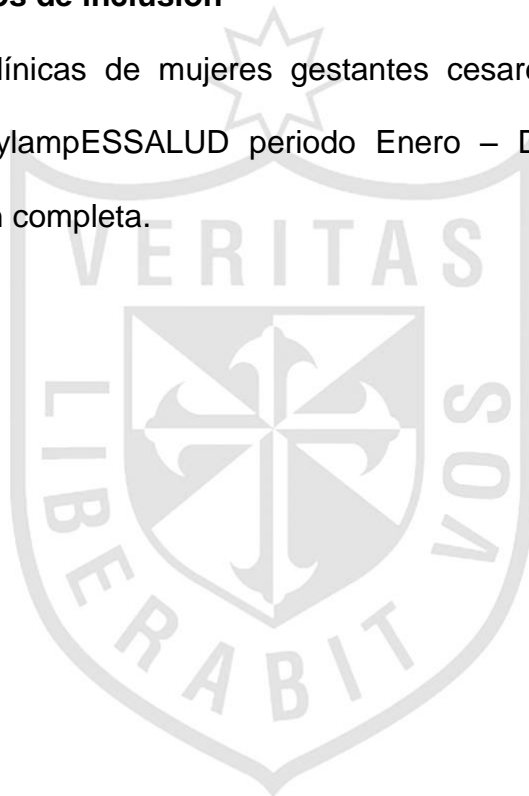 os de inclusión
línicas de mujeres gestantes cesare
ylampESSALUD periodo Enero – D
n completa.
VERITAS
LIBERABIT VOS